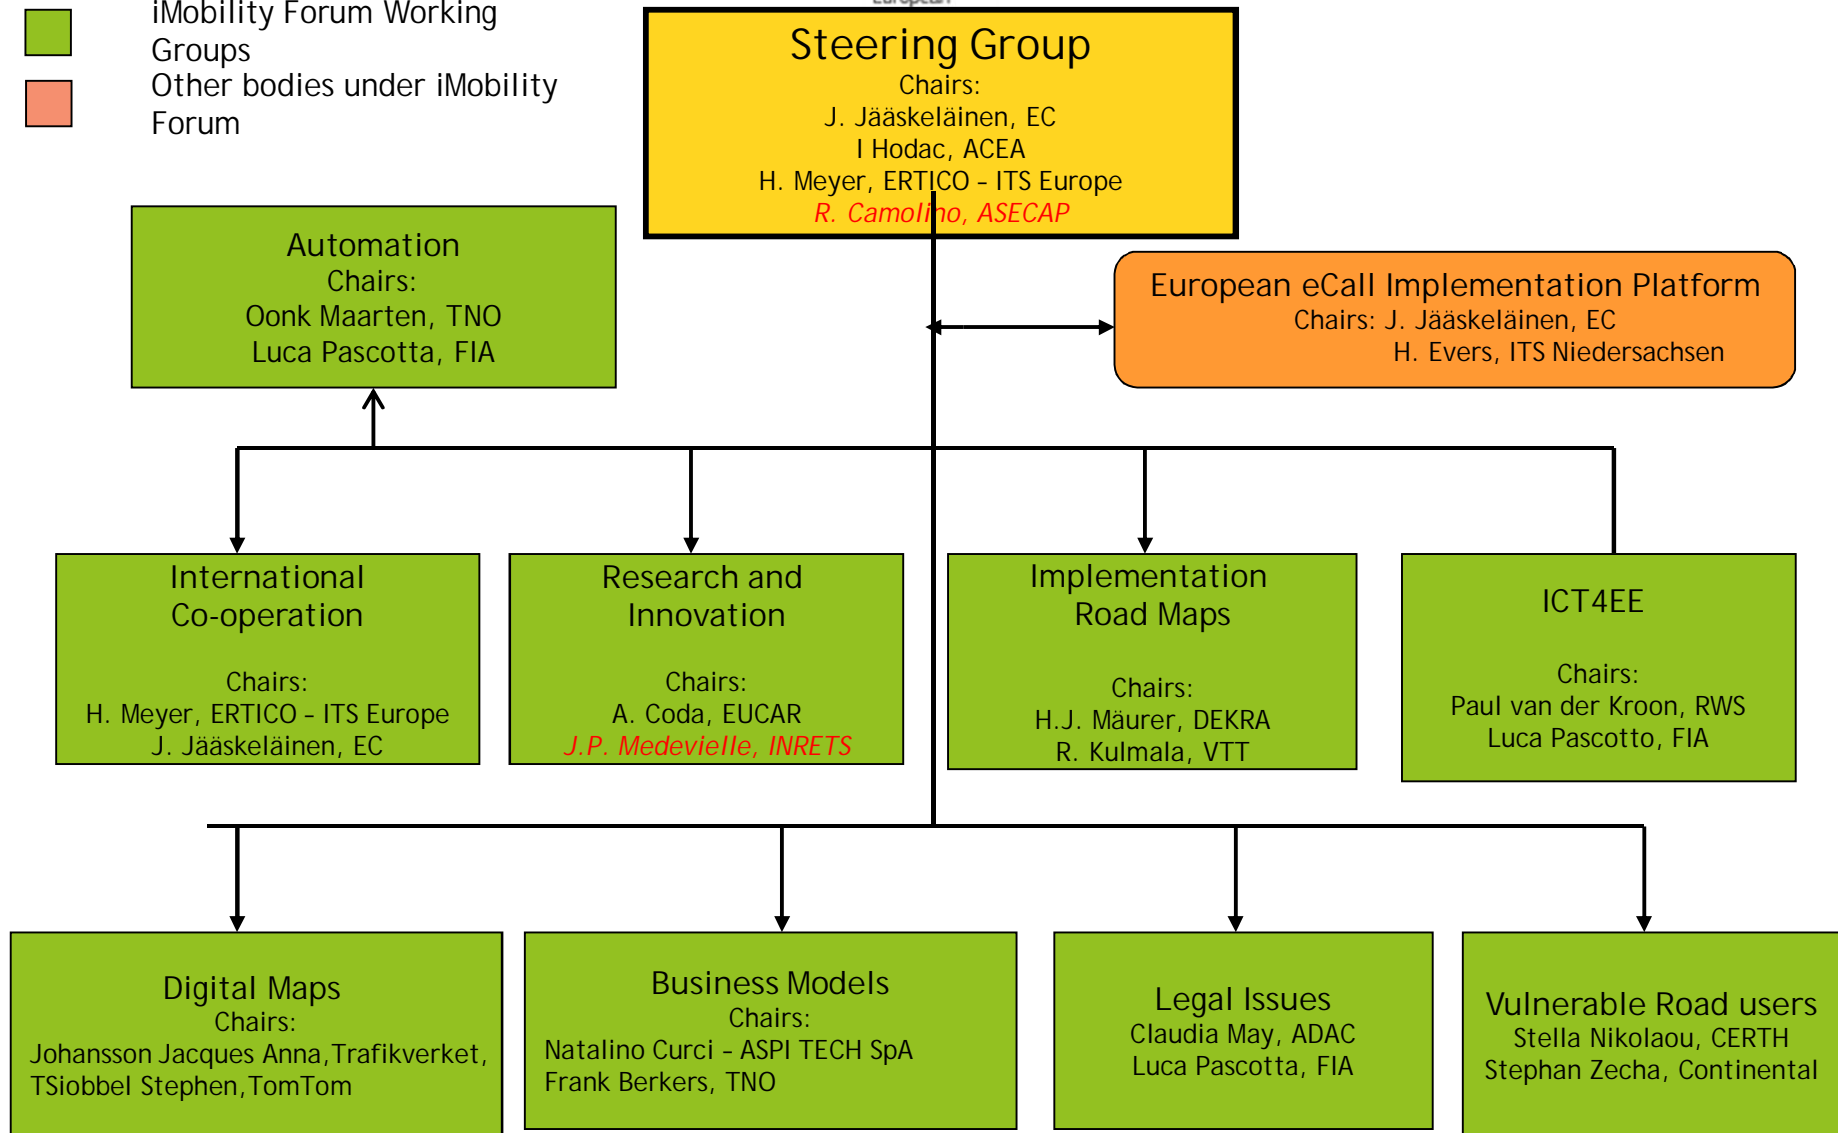 iMobility Forum Working
Groups
Other bodies under iMobility
Forum
European
Steering Group
Chairs:
J. Jääskeläinen, EC
I Hodac, ACEA
H. Meyer, ERTICO – ITS Europe
R. Camolino, ASECAP
Automation
Chairs:
Oonk Maarten, TNO
Luca Pascotta, FIA
European eCall Implementation Platform
Chairs: J. Jääskeläinen, EC
H. Evers, ITS Niedersachsen
International
Co-operation
Chairs:
H. Meyer, ERTICO – ITS Europe
J. Jääskeläinen, EC
Research and
Innovation
Chairs:
A. Coda, EUCAR
J.P. Medevielle, INRETS
Implementation
Road Maps
Chairs:
H.J. Mäurer, DEKRA
R. Kulmala, VTT
ICT4EE
Chairs:
Paul van der Kroon, RWS
Luca Pascotto, FIA
Digital Maps
Chairs:
Johansson Jacques Anna,Trafikverket,
TSiobbel Stephen,TomTom
Business Models
Chairs:
Natalino Curci – ASPI TECH SpA
Frank Berkers, TNO
Legal Issues
Claudia May, ADAC
Luca Pascotta, FIA
Vulnerable Road users
Stella Nikolaou, CERTH
Stephan Zecha, Continental